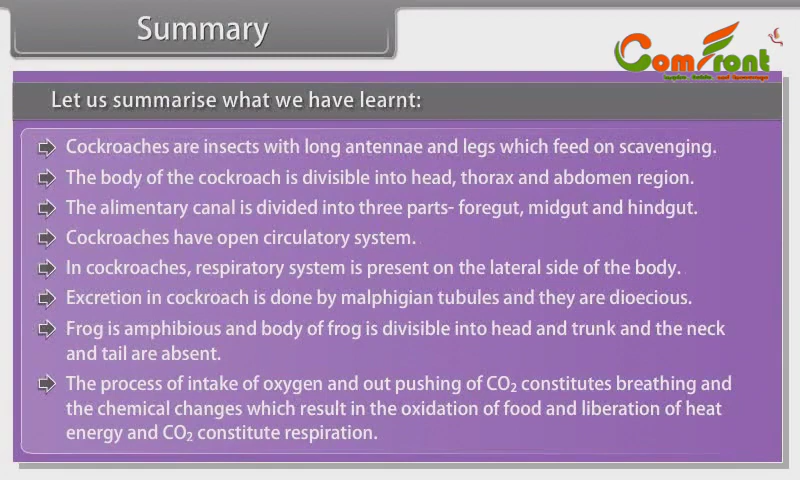 Summary
ComFront
Let us summarise what we have learnt:
Cockroaches are insects with long antennae and legs which feed on scavenging.
The body of the cockroach is divisible into head, thorax and abdomen region.
The alimentary canal is divided into three parts- foregut, midgut and hindgut.
Cockroaches have open circulatory system.
In cockroaches, respiratory system is present on the lateral side of the body.
Excretion in cockroach is done by malphigian tubules and they are dioecious.
Frog is amphibious and body of frog is divisible into head and trunk and the neck
and tail are absent.
The process of intake of oxygen and out pushing of CO₂ constitutes breathing and
the chemical changes which result in the oxidation of food and liberation of heat
energy and CO₂ constitute respiration.